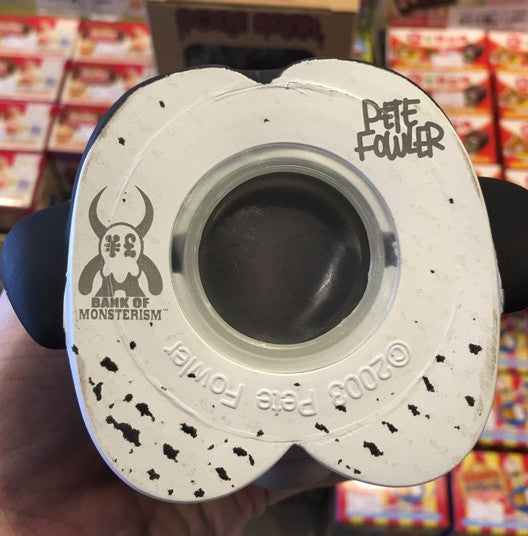 PETE
FOWLER
¥£
BANK OF
MONSTERISM™
©2003 Pete Fowler